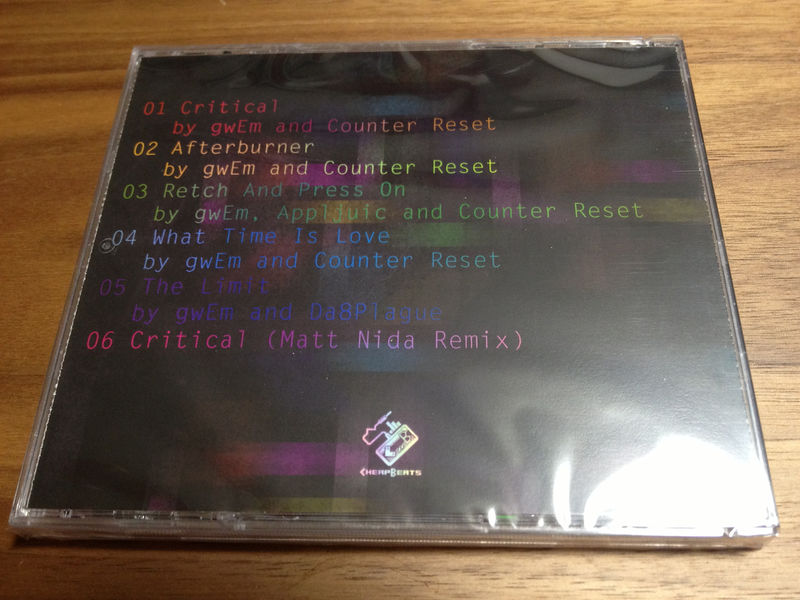 01 Critical
by gwEm and Counter Reset
02 Afterburner
by gwEm and Counter Reset
03 Retch And Press On
by gwEm, Appljuic and Counter Reset
04 What Time Is Love
by gwEm and Counter Reset
05 The Limit
by gwEm and Da8Plague
06 Critical (Matt Nida Remix)
CheapBeats